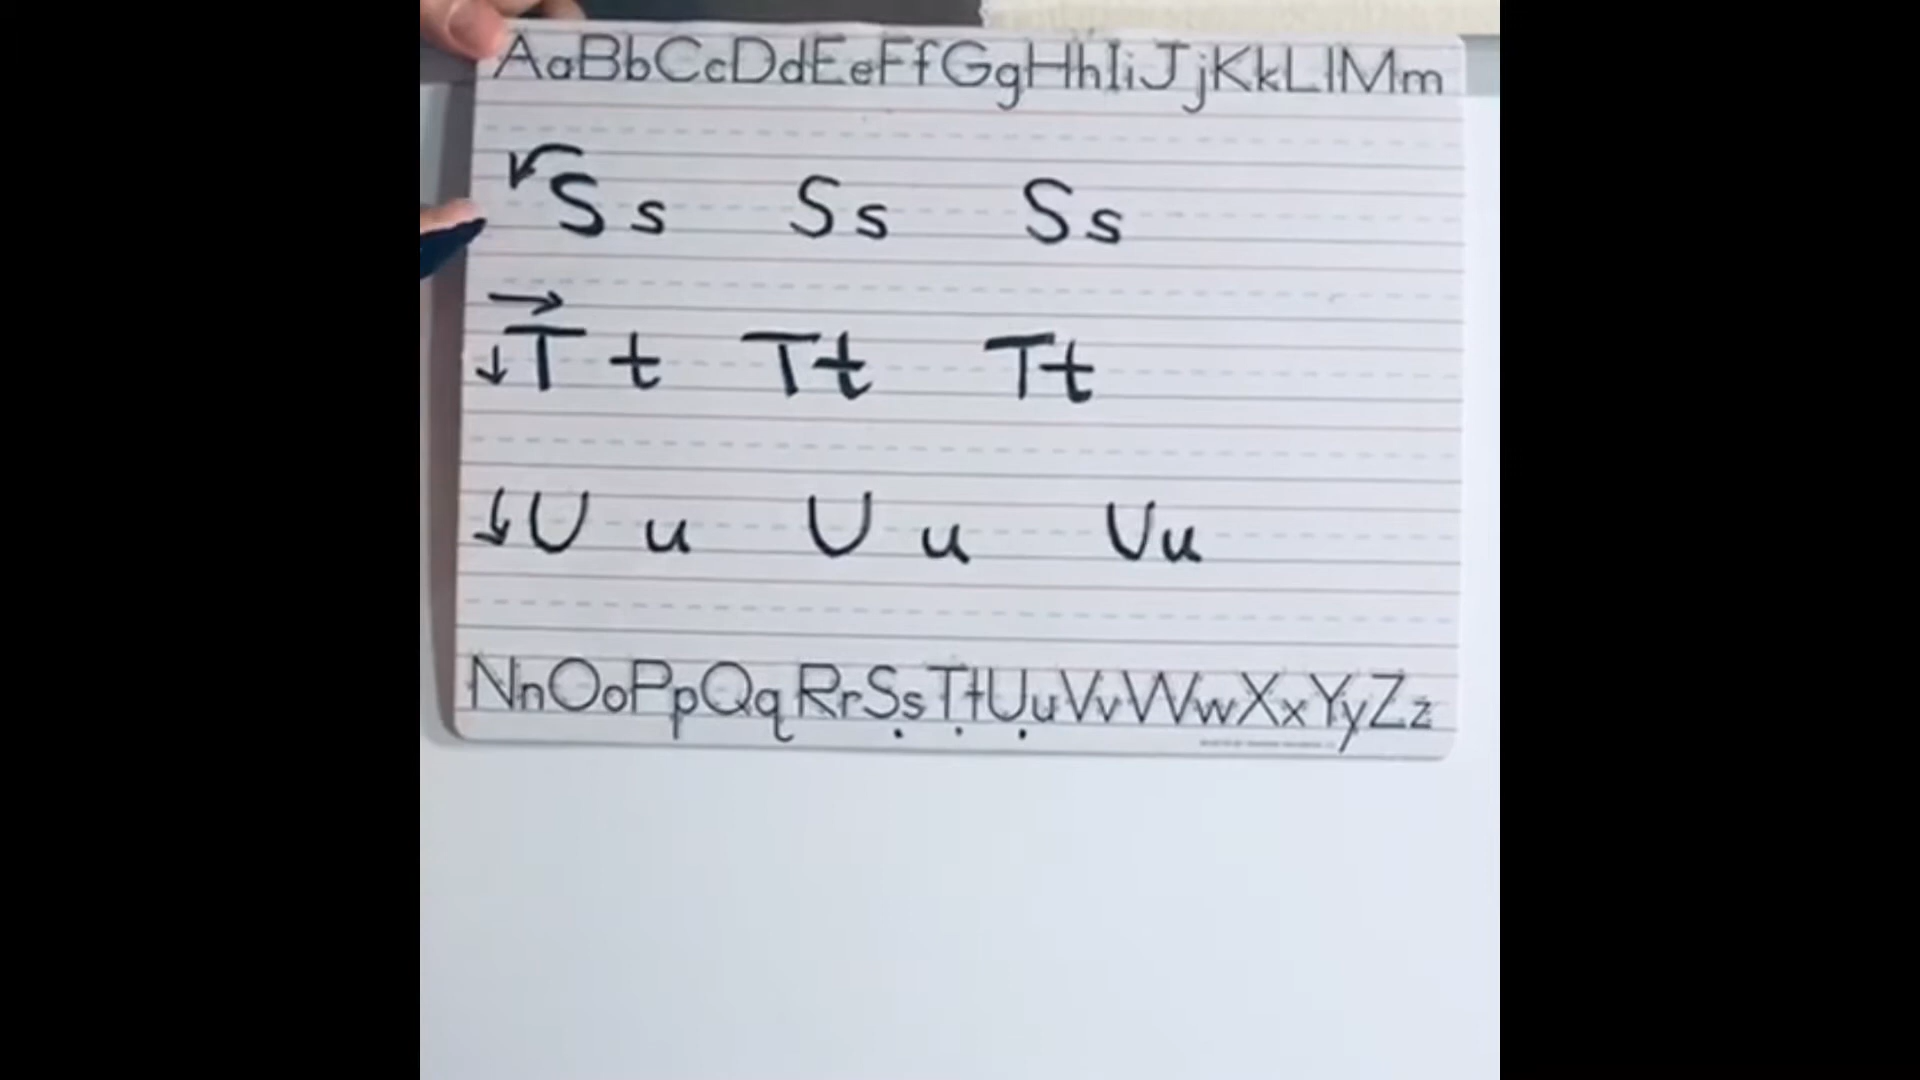 AaBbCcDdEeFfGgHhIiJjKkLlMm
Ss Ss Ss
Tt Tt Tt
Uu Uu Uu
NnOoPpQqRrSsTtUuVvWwXxYyZz